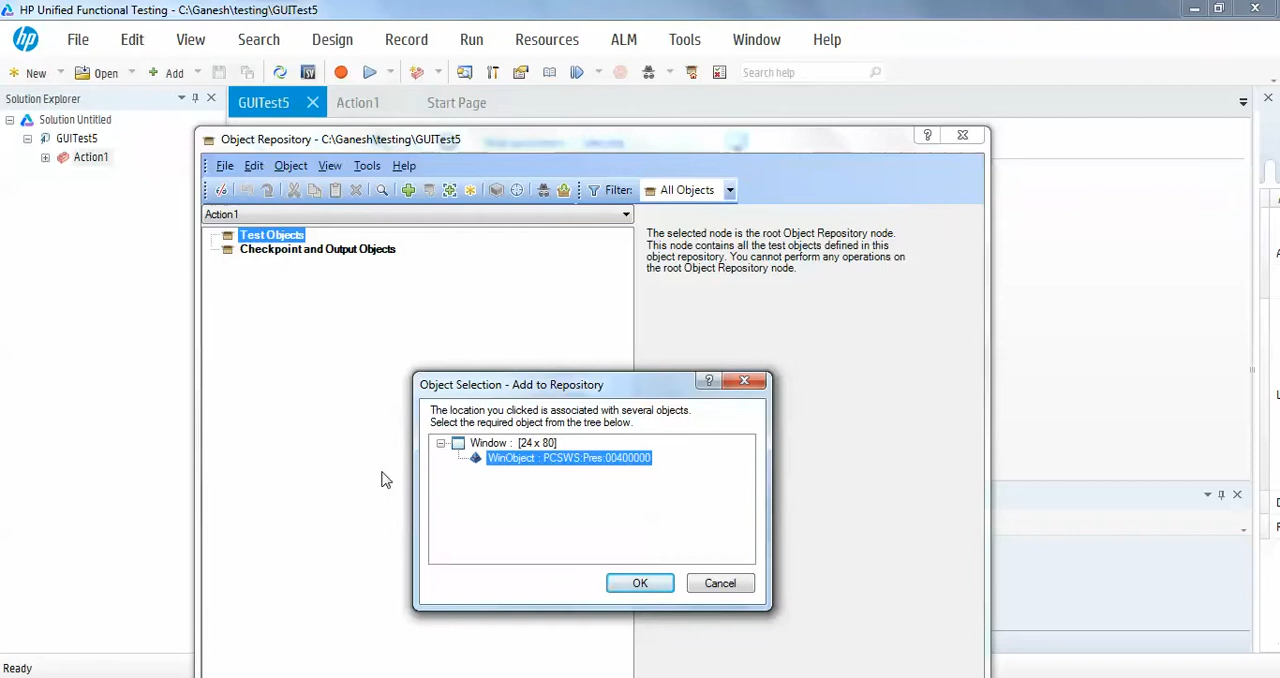 HP Unified Functional Testing - C:\Ganesh\testing\GUITest5
hp File Edit View Search Design Record Run Resources ALM Tools Window Help
New Open Add Search help
Solution Explorer
GUITest5 Action1 Start Page
Solution Untitled
GUITest5
Action1
Object Repository - C:\Ganesh\testing\GUITest5
File Edit Object View Tools Help
Filter: All Objects
Action1
Test Objects
Checkpoint and Output Objects
The selected node is the root Object Repository node.
This node contains all the test objects defined in this
object repository. You cannot perform any operations on
the root Object Repository node.
Object Selection - Add to Repository
The location you clicked is associated with several objects.
Select the required object from the tree below.
Window : [24 x 80]
WinObject : PCSWS:Pres:00400000
OK Cancel
Ready